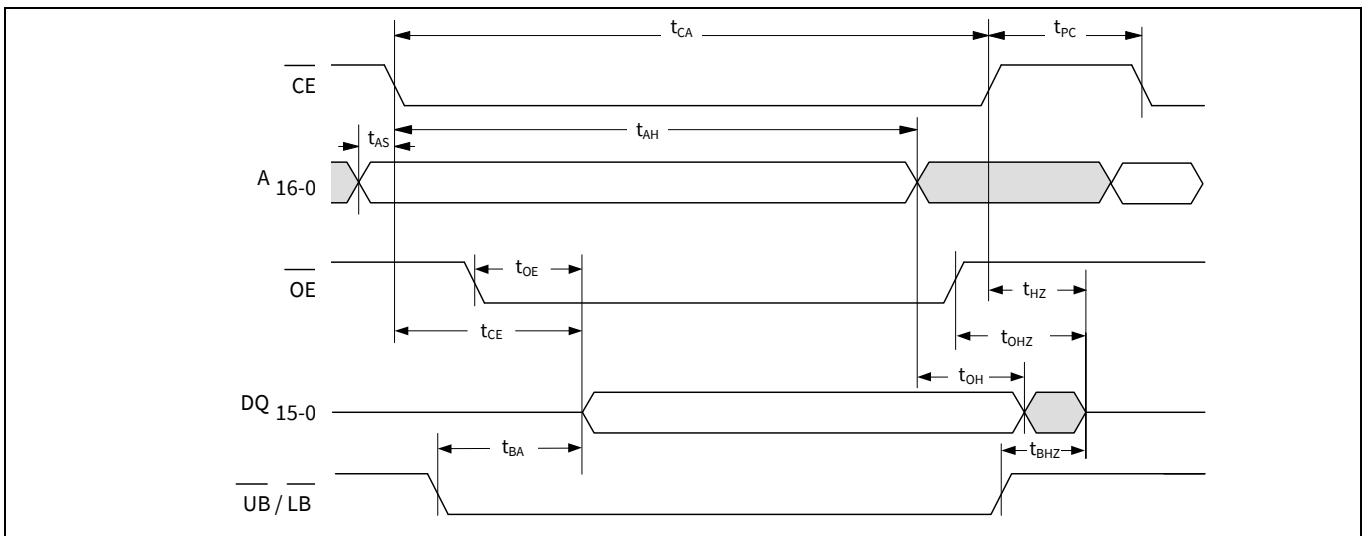 tCA
tPC
CE
tAH
tAS
A 16-0
tOE
OE
tHZ
tCE
tOHZ
tOH
DQ 15-0
tBA
tBHZ
UB / LB